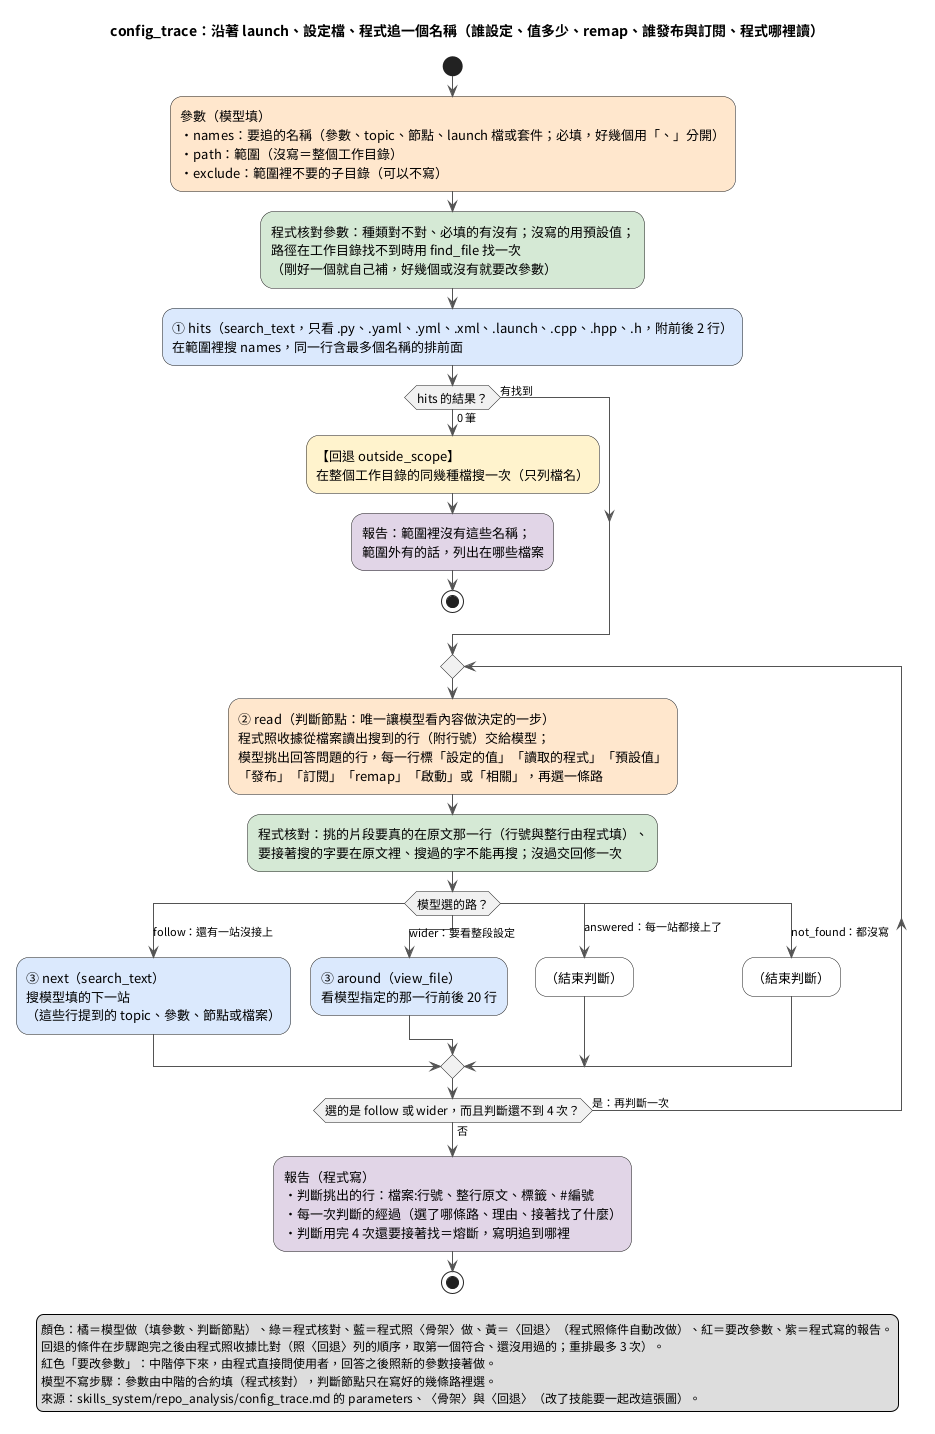 config_trace：沿著 launch、設定檔、程式追一個名稱（誰設定、值多少、remap、誰發布與訂閱、程式哪裡讀）
參數（模型填）
・names：要追的名稱（參數、topic、節點、launch 檔或套件；必填，好幾個用「、」分開）
・path：範圍（沒寫＝整個工作目錄）
・exclude：範圍裡不要的子目錄（可以不寫）
程式核對參數：種類對不對、必填的有沒有；沒寫的用預設值；
路徑在工作目錄找不到時用 find_file 找一次
（剛好一個就自己補，好幾個或沒有就要改參數）
① hits（search_text，只看 .py、.yaml、.yml、.xml、.launch、.cpp、.hpp、.h，附前後 2 行）
在範圍裡搜 names，同一行含最多個名稱的排前面
hits 的結果？
有找到
0 筆
【回退 outside_scope】
在整個工作目錄的同幾種檔搜一次（只列檔名）
報告：範圍裡沒有這些名稱；
範圍外有的話，列出在哪些檔案
② read（判斷節點：唯一讓模型看內容做決定的一步）
程式照收據從檔案讀出搜到的行（附行號）交給模型；
模型挑出回答問題的行，每一行標「設定的值」「讀取的程式」「預設值」
「發布」「訂閱」「remap」「啟動」或「相關」，再選一條路
程式核對：挑的片段要真的在原文那一行（行號與整行由程式填）、
要接著搜的字要在原文裡、搜過的字不能再搜；沒過交回修一次
模型選的路？
follow：還有一站沒接上
wider：要看整段設定
answered：每一站都接上了
not_found：都沒寫
③ next（search_text）
搜模型填的下一站
（這些行提到的 topic、參數、節點或檔案）
③ around（view_file）
看模型指定的那一行前後 20 行
（結束判斷）
（結束判斷）
選的是 follow 或 wider，而且判斷還不到 4 次？
是：再判斷一次
否
報告（程式寫）
・判斷挑出的行：檔案:行號、整行原文、標籤、#編號
・每一次判斷的經過（選了哪條路、理由、接著找了什麼）
・判斷用完 4 次還要接著找＝熔斷，寫明追到哪裡
顏色：橘＝模型做（填參數、判斷節點）、綠＝程式核對、藍＝程式照〈骨架〉做、黃＝〈回退〉（程式照條件自動改做）、紅＝要改參數、紫＝程式寫的報告。
回退的條件在步驟跑完之後由程式照收據比對（照〈回退〉列的順序，取第一個符合、還沒用過的；重排最多 3 次）。
紅色「要改參數」：中階停下來，由程式直接問使用者，回答之後照新的參數接著做。
模型不寫步驟：參數由中階的合約填（程式核對），判斷節點只在寫好的幾條路裡選。
來源：skills_system/repo_analysis/config_trace.md 的 parameters、〈骨架〉與〈回退〉（改了技能要一起改這張圖）。